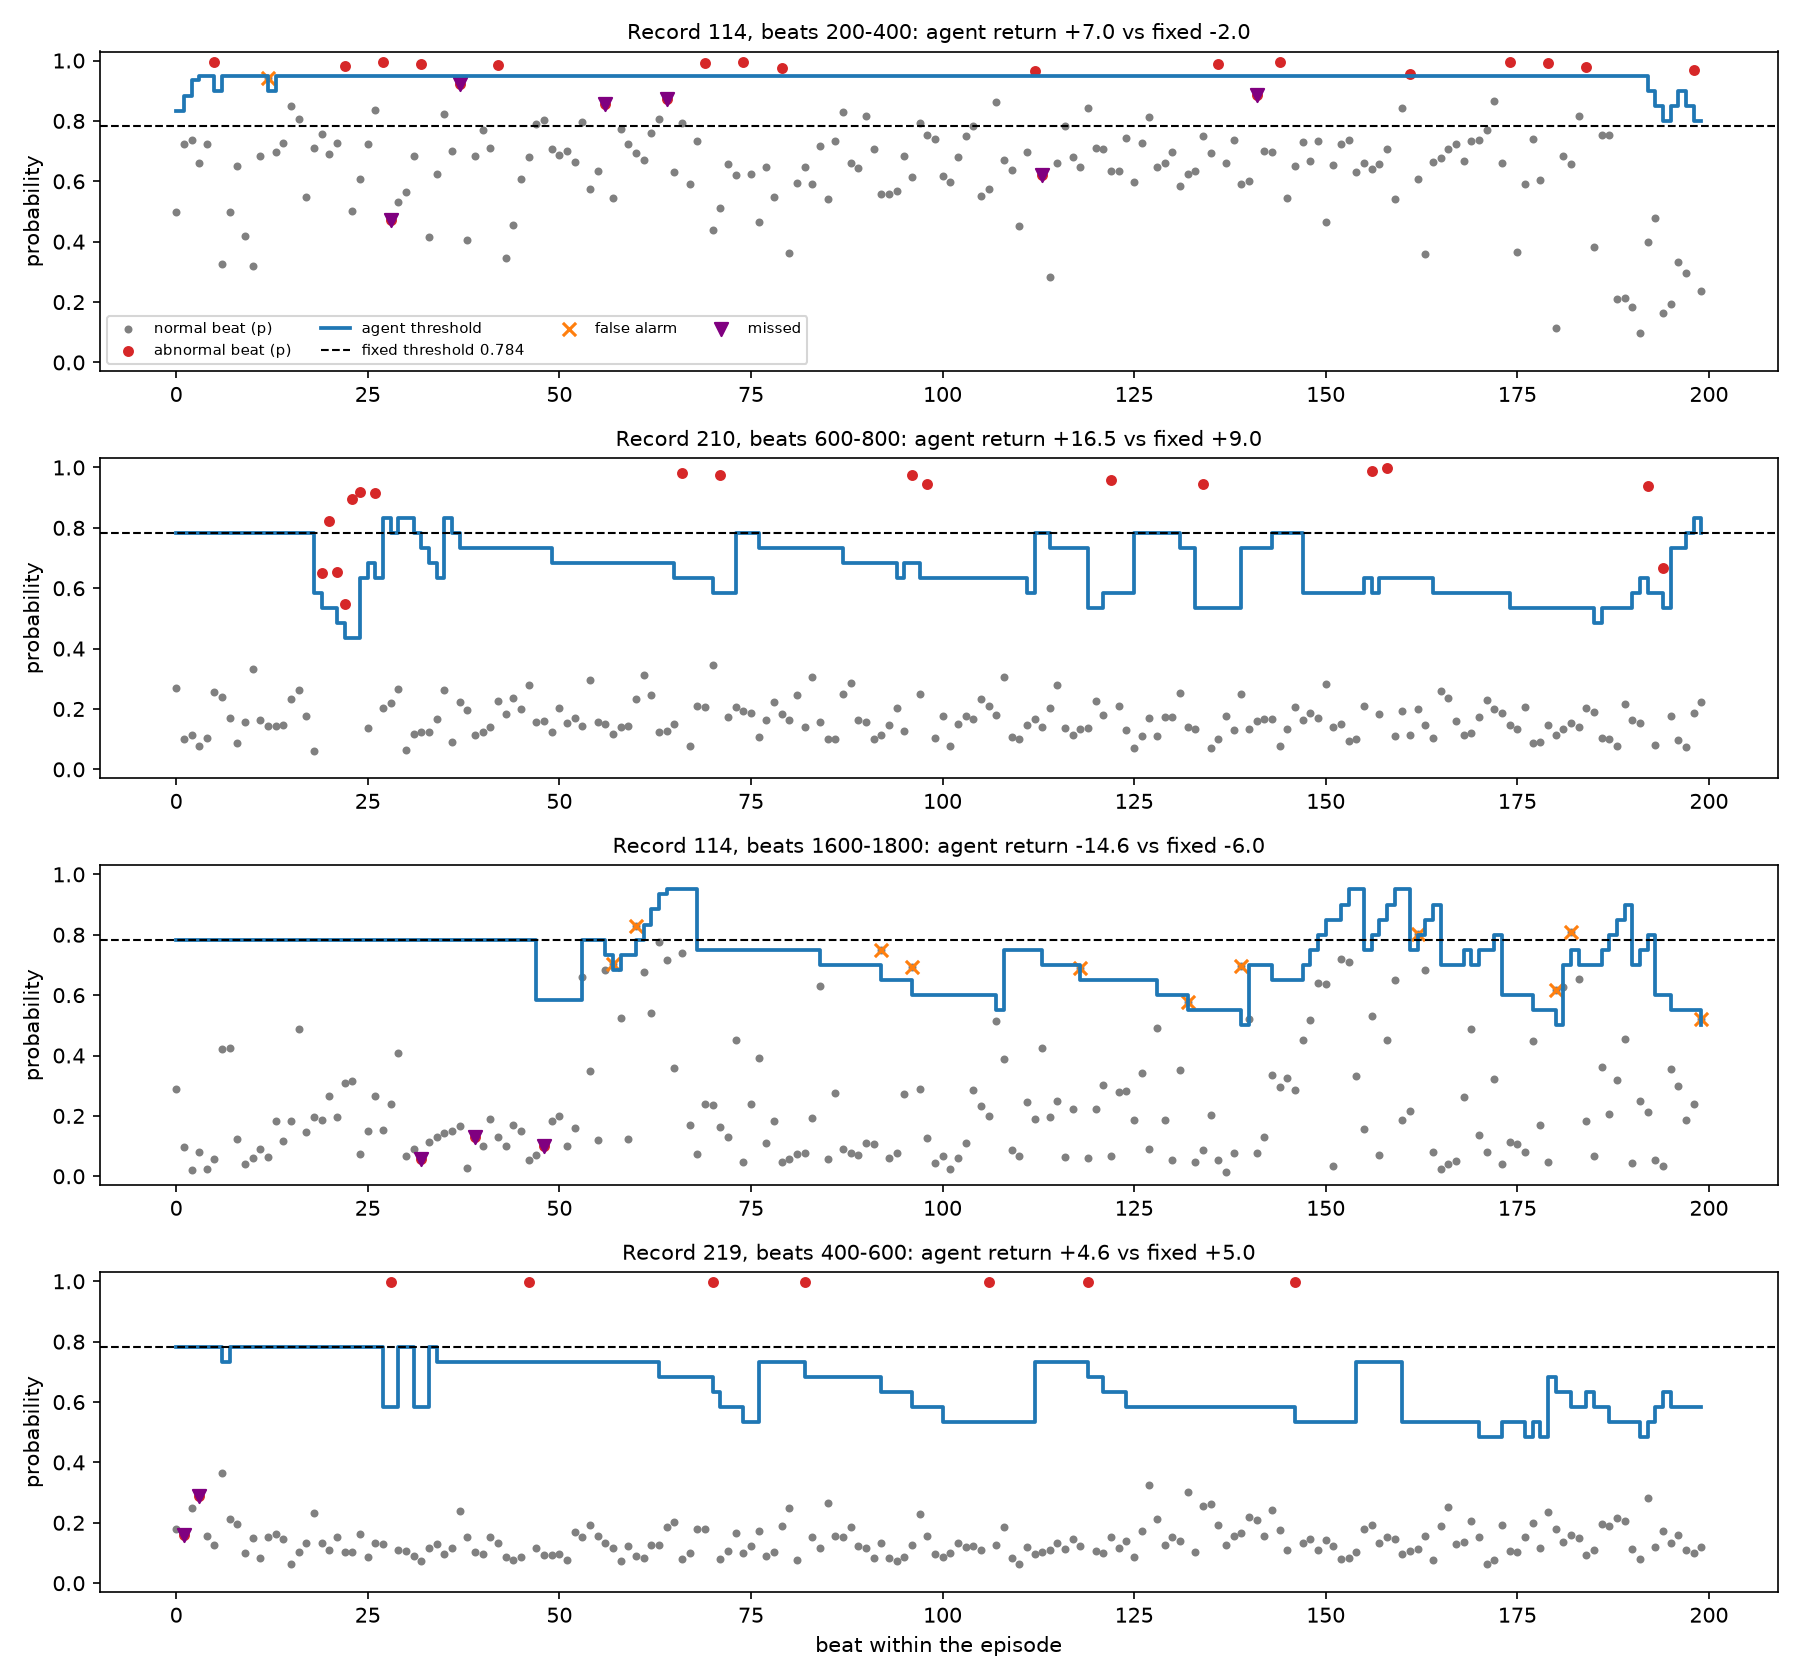 Record 114, beats 200-400: agent return +7.0 vs fixed -2.0
1.0
0.8
0.6
0.4
0.2
0.0
probability
normal beat (p)
abnormal beat (p)
agent threshold
fixed threshold 0.784
false alarm
missed
0 25 50 75 100 125 150 175 200
Record 210, beats 600-800: agent return +16.5 vs fixed +9.0
1.0
0.8
0.6
0.4
0.2
0.0
probability
0 25 50 75 100 125 150 175 200
Record 114, beats 1600-1800: agent return -14.6 vs fixed -6.0
1.0
0.8
0.6
0.4
0.2
0.0
probability
0 25 50 75 100 125 150 175 200
Record 219, beats 400-600: agent return +4.6 vs fixed +5.0
1.0
0.8
0.6
0.4
0.2
0.0
probability
0 25 50 75 100 125 150 175 200
beat within the episode